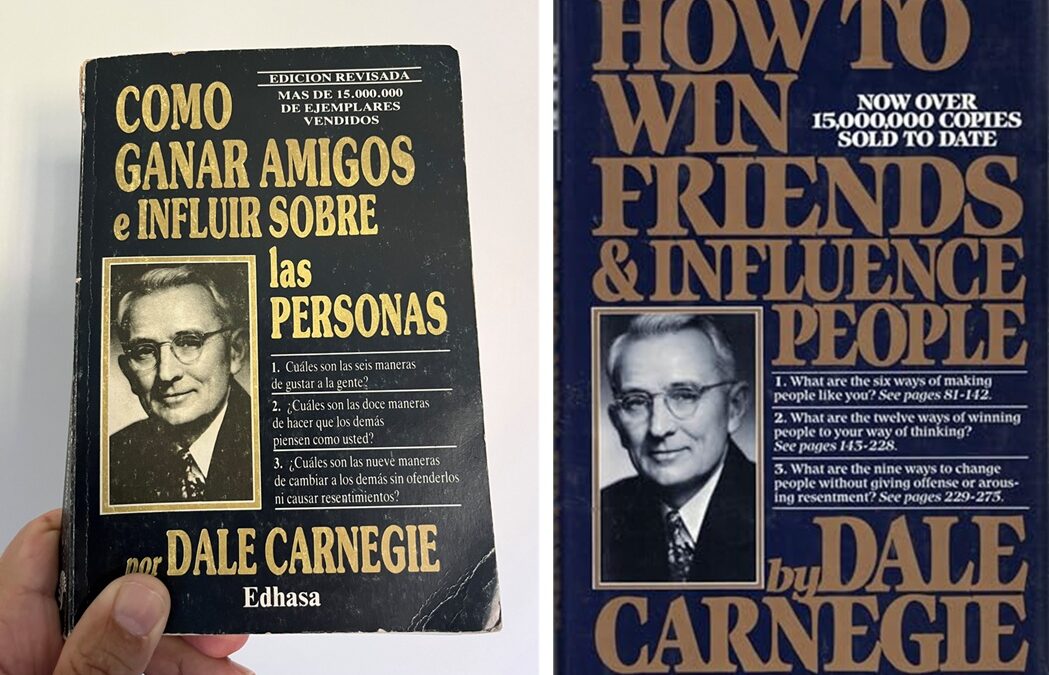 EDICION REVISADA
MAS DE 15.000.000
DE EJEMPLARES
VENDIDOS
COMO
GANAR AMIGOS
e INFLUIR SOBRE
las
PERSONAS
1. Cuáles son las seis maneras
de gustar a la gente?
2. ¿Cuáles son las doce maneras
de hacer que los demás
piensen como usted?
3. ¿Cuáles son las nueve maneras
de cambiar a los demás sin ofenderlos
ni causar resentimientos?
por DALE CARNEGIE
Edhasa
HOW TO
WIN
FRIENDS
& INFLUENCE
PEOPLE
NOW OVER
15,000,000 COPIES
SOLD TO DATE
1. What are the six ways of making
people like you? See pages 81-142.
2. What are the twelve ways of winning
people to your way of thinking?
See pages 143-228.
3. What are the nine ways to change
people without giving offense or arous-
ing resentment? See pages 229-275.
by DALE
CARNEGIE